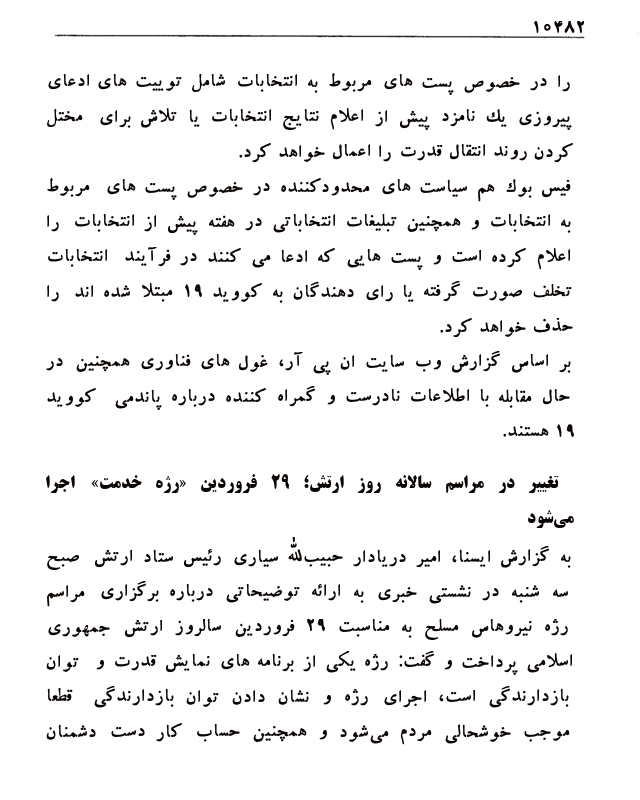 ۱۰۴۸۲
را در خصوص پست های مربوط به انتخابات شامل توییت های ادعای
پیروزی یك نامزد پیش از اعلام نتایج انتخابات یا تلاش برای مختل
کردن روند انتقال قدرت را اعمال خواهد کرد.
فیس بوك هم سیاست های محدودکننده در خصوص پست های مربوط
به انتخابات و همچنین تبلیغات انتخاباتی در هفته پیش از انتخابات را
اعلام کرده است و پست هایی که ادعا می کنند در فرآیند انتخابات
تخلف صورت گرفته یا رای دهندگان به کووید ۱۹ مبتلا شده اند را
حذف خواهد کرد.
بر اساس گزارش وب سایت ان پی آر، غول های فناوری همچنین در
حال مقابله با اطلاعات نادرست و گمراه کننده درباره پاندمی کووید
۱۹ هستند.
تغییر در مراسم سالانه روز ارتش؛ ۲۹ فروردین «رژه خدمت» اجرا
می‌شود
به گزارش ایسنا، امیر دریادار حبیب‌الله سیاری رئیس ستاد ارتش صبح
سه شنبه در نشستی خبری به ارائه توضیحاتی درباره برگزاری مراسم
رژه نیروهاس مسلح به مناسبت ۲۹ فروردین سالروز ارتش جمهوری
اسلامی پرداخت و گفت: رژه یکی از برنامه های نمایش قدرت و توان
بازدارندگی است، اجرای رژه و نشان دادن توان بازدارندگی قطعا
موجب خوشحالی مردم می‌شود و همچنین حساب کار دست دشمنان